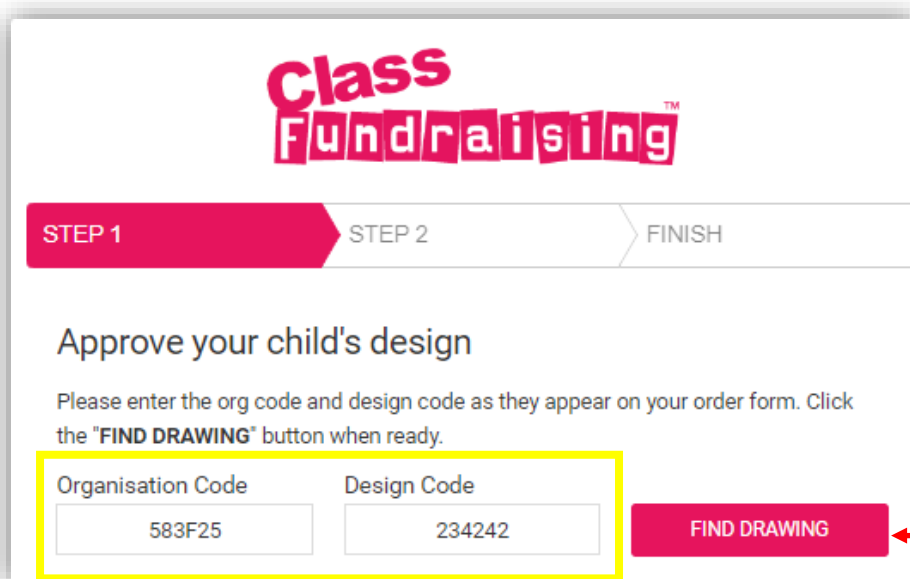 Class
Fundraising™
STEP 1
STEP 2
FINISH
Approve your child's design
Please enter the org code and design code as they appear on your order form. Click
the "FIND DRAWING" button when ready.
Organisation Code
Design Code
583F25
234242
FIND DRAWING